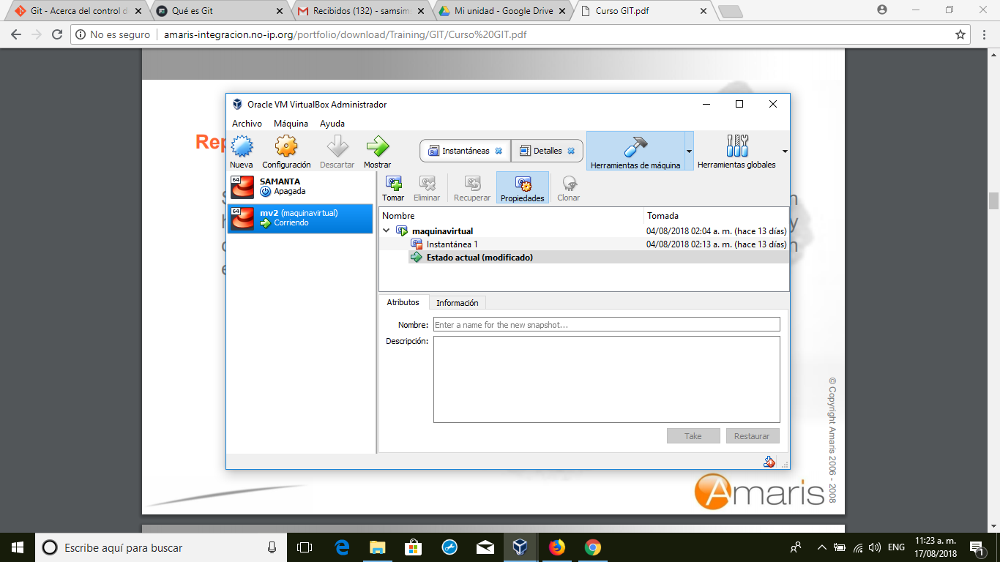 Git - Acerca del control d
Qué es Git
Recibidos (132) - samsim
Mi unidad - Google Drive
Curso GIT.pdf
No es seguro
amaris-integracion.no-ip.org/portfolio/download/Training/GIT/Curso%20GIT.pdf
Rep
Oracle VM VirtualBox Administrador
Archivo Máquina Ayuda
Nueva Configuración Descartar Mostrar
Instantáneas Detalles
Herramientas de máquina Herramientas globales
64 SAMANTA
Apagada
64 mv2 (maquinavirtual)
Corriendo
Tomar Eliminar Recuperar Propiedades Clonar
Nombre Tomada
maquinavirtual 04/08/2018 02:04 a. m. (hace 13 días)
Instantánea 1 04/08/2018 02:13 a. m. (hace 13 días)
Estado actual (modificado)
Atributos Información
Nombre: Enter a name for the new snapshot...
Descripción:
Take Restaurar
© Copyright Amaris 2006 - 2008
Amaris
Escribe aquí para buscar
ENG
11:23 a. m.
17/08/2018
1